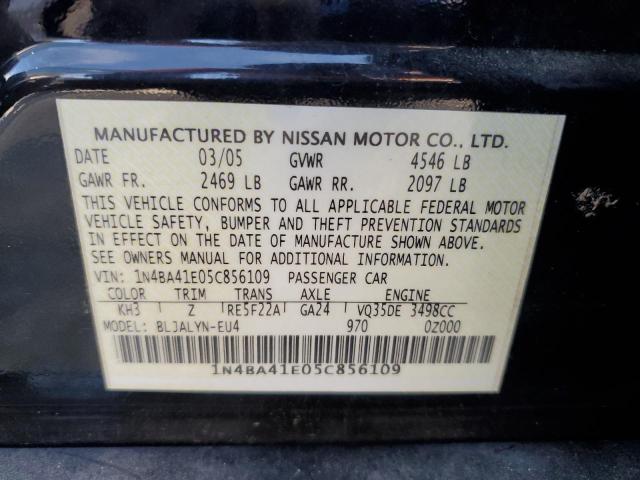 MANUFACTURED BY NISSAN MOTOR CO., LTD.
DATE 03/05 GVWR 4546 LB
GAWR FR. 2469 LB GAWR RR. 2097 LB
THIS VEHICLE CONFORMS TO ALL APPLICABLE FEDERAL MOTOR
VEHICLE SAFETY, BUMPER AND THEFT PREVENTION STANDARDS
IN EFFECT ON THE DATE OF MANUFACTURE SHOWN ABOVE.
SEE OWNERS MANUAL FOR ADDITIONAL INFORMATION.
VIN: 1N4BA41E05C856109 PASSENGER CAR
COLOR TRIM TRANS AXLE ENGINE
KH3 Z RE5F22A GA24 VQ35DE 3498CC
MODEL: BLJALYN-EU4 970 0Z000
1N4BA41E05C856109